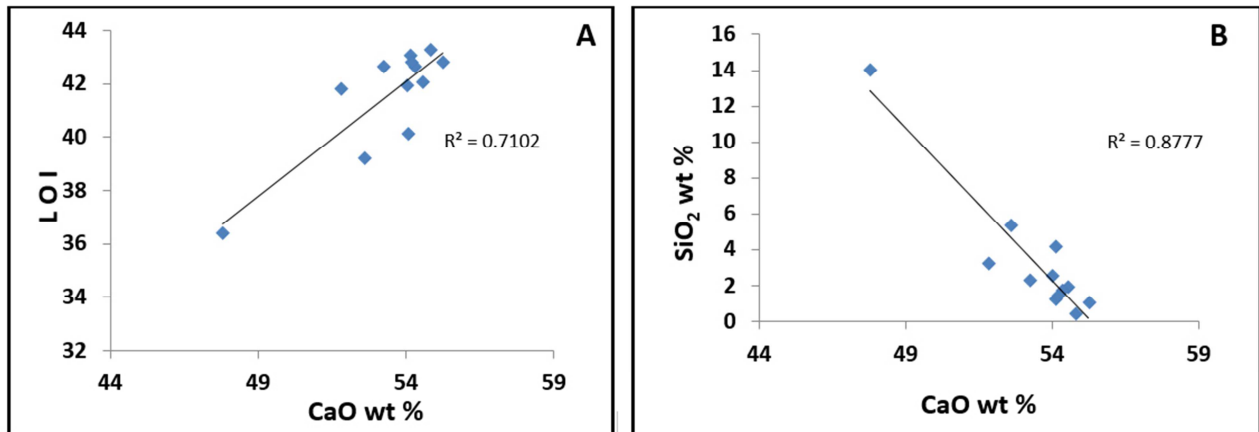 A
44
42
40
38
36
34
32
L O I
R² = 0.7102
44 49 54 59
CaO wt %
B
16
14
12
10
8
6
4
2
0
SiO₂ wt %
R² = 0.8777
44 49 54 59
CaO wt %